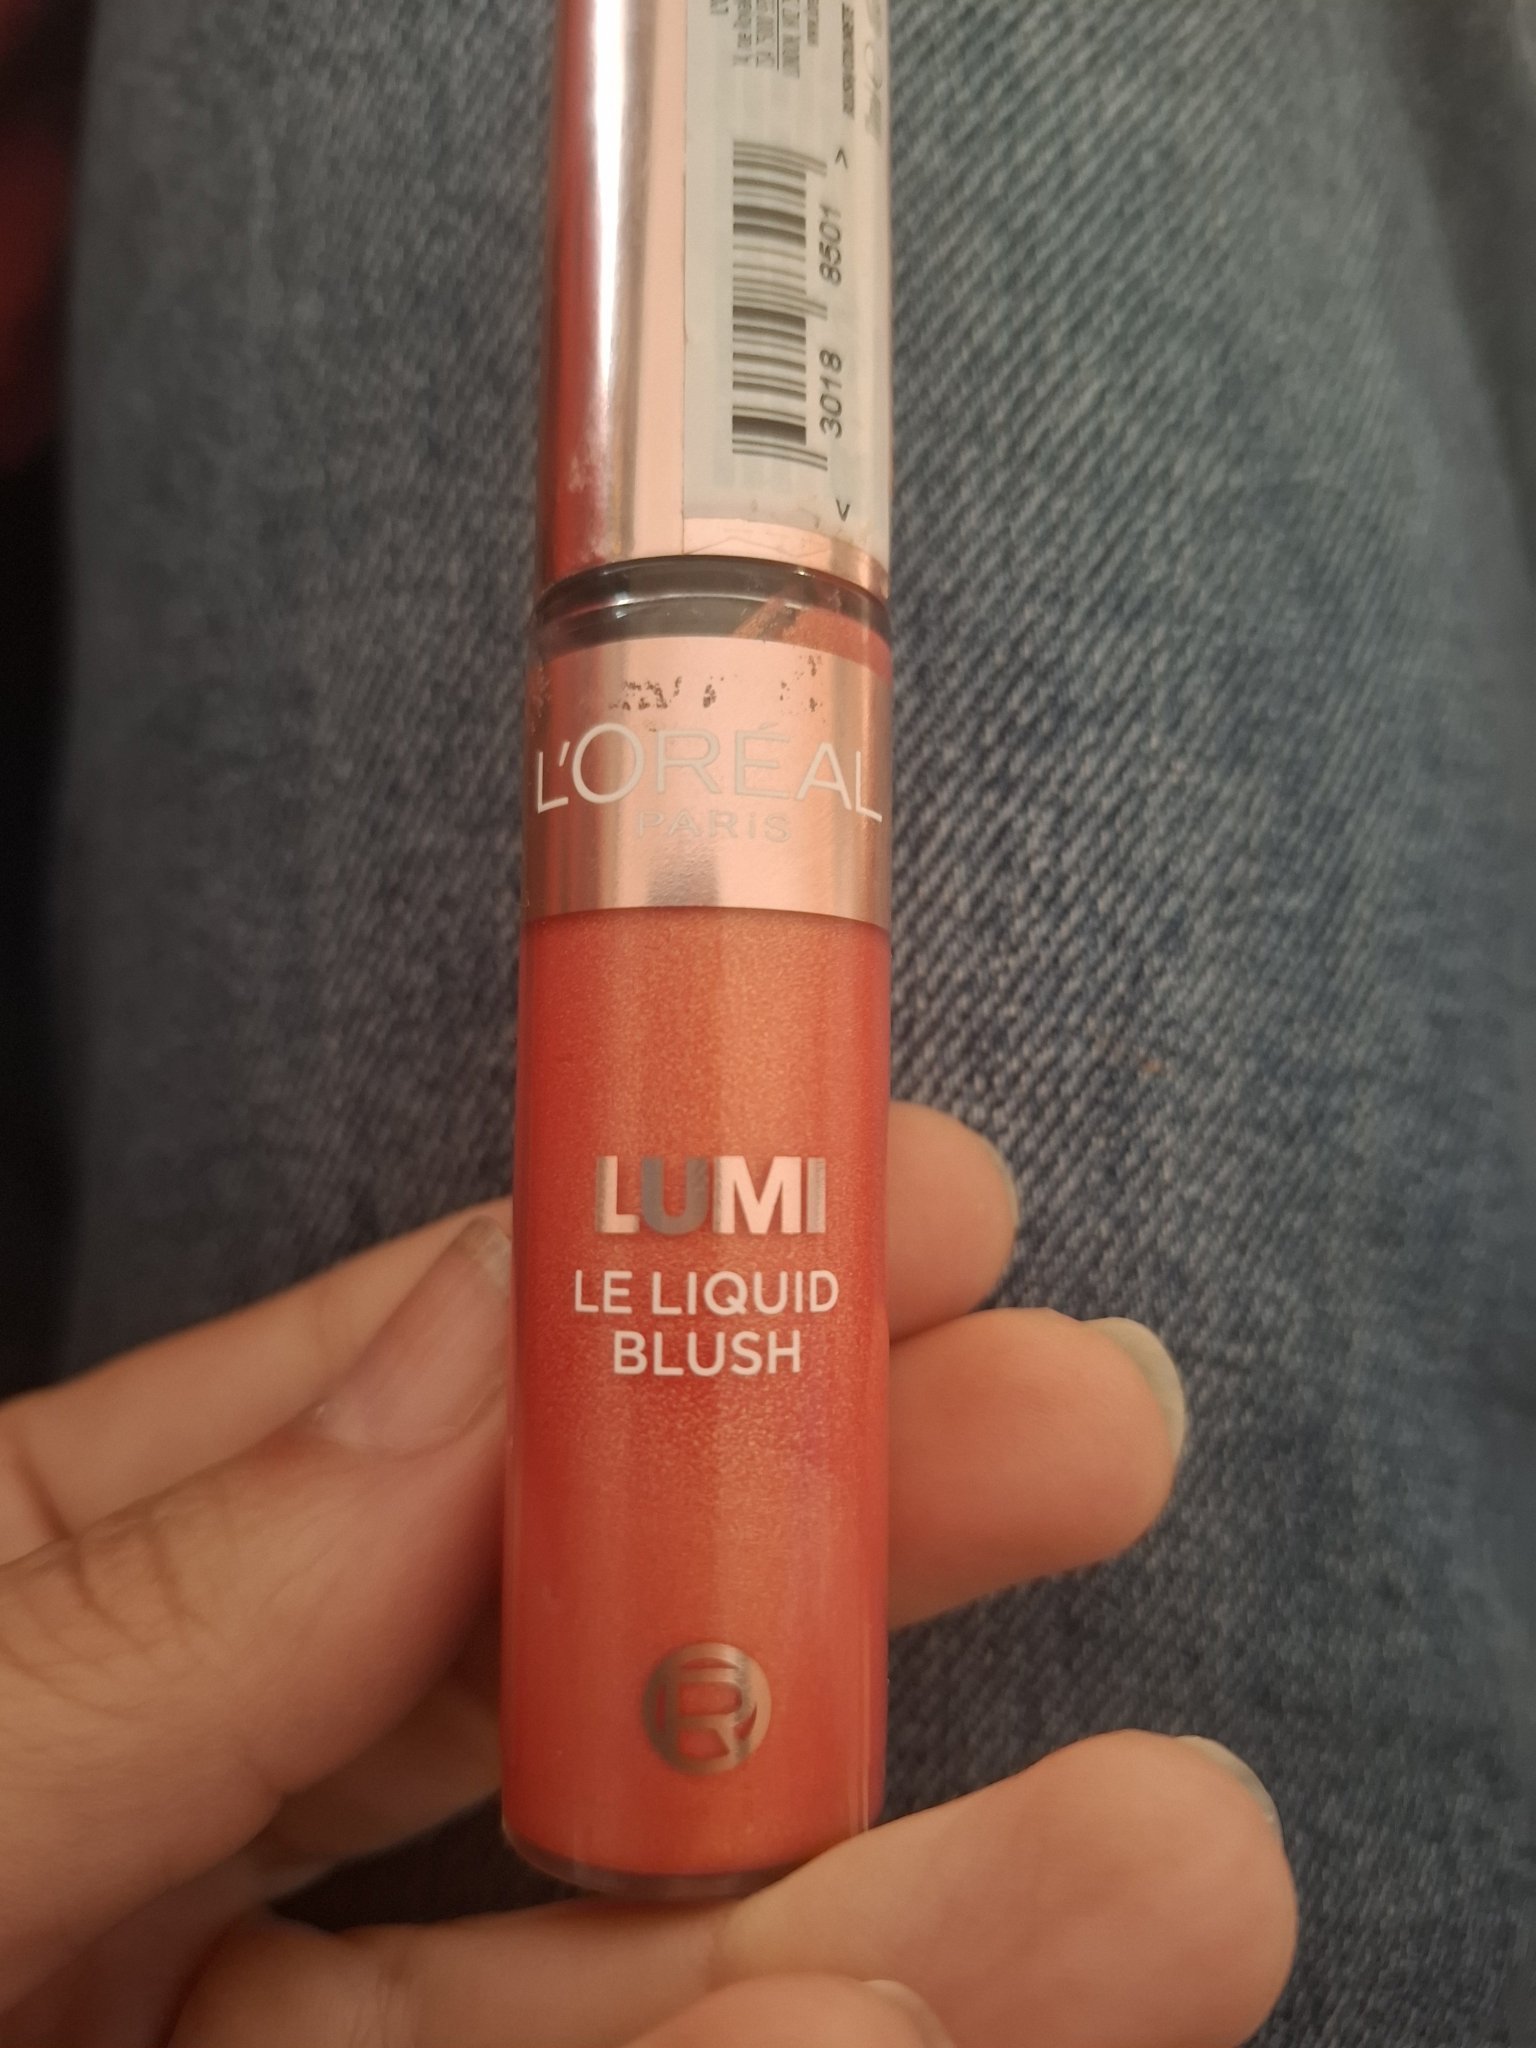 < 3018 8501 >
L'ORÉAL
PARIS
LUMI
LE LIQUID
BLUSH